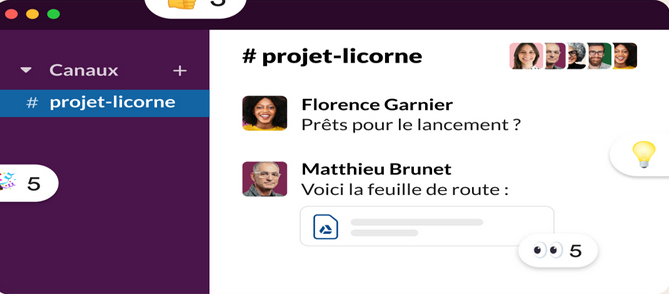 Canaux
# projet-licorne
5
# projet-licorne
Florence Garnier
Prêts pour le lancement ?
Matthieu Brunet
Voici la feuille de route :
5